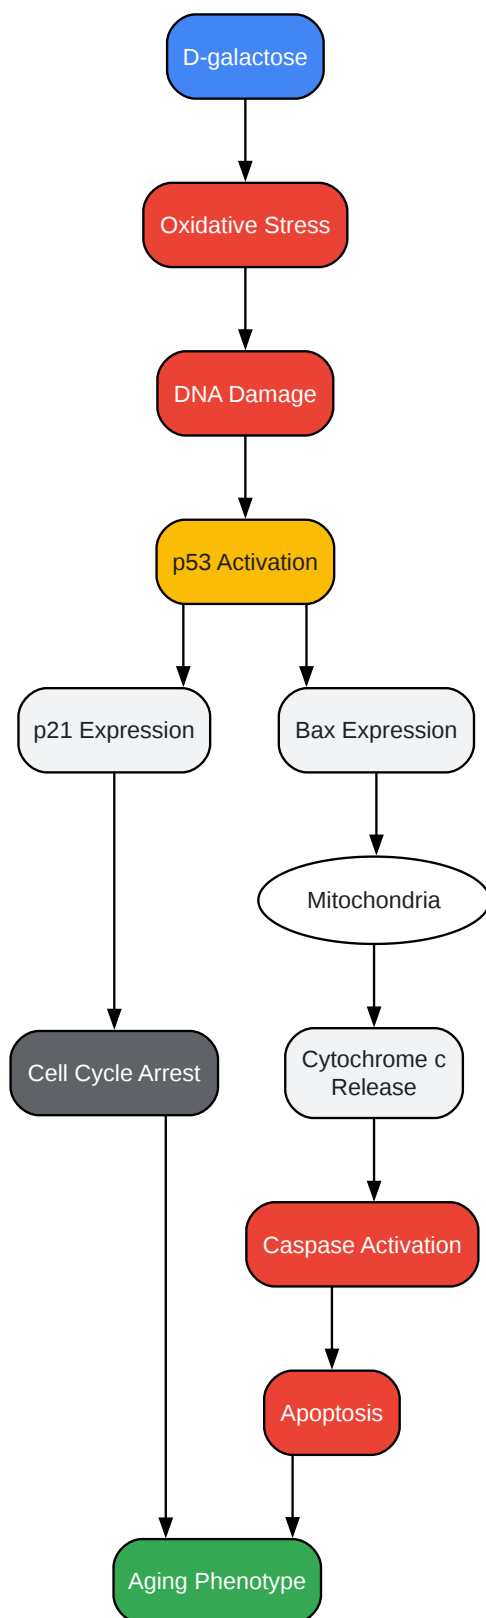 D-galactose
Oxidative Stress
DNA Damage
p53 Activation
p21 Expression
Bax Expression
Mitochondria
Cell Cycle Arrest
Cytochrome c
Release
Caspase Activation
Apoptosis
Aging Phenotype